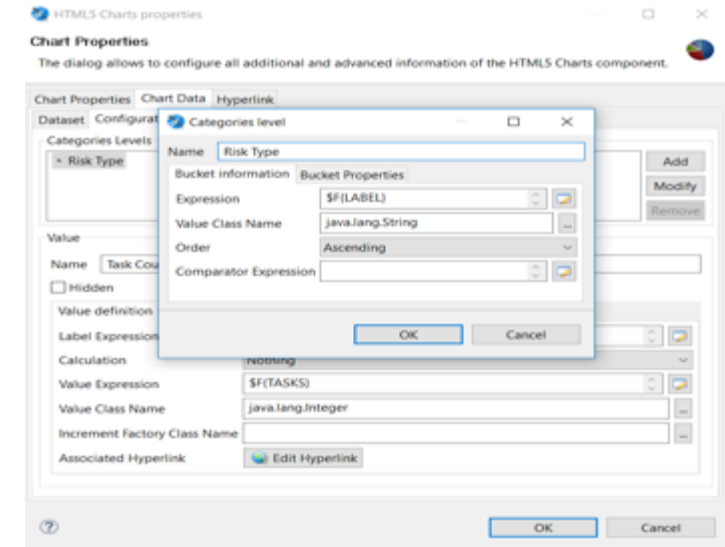 HTML5 Charts properties
Chart Properties
The dialog allows to configure all additional and advanced information of the HTML5 Charts component.
Chart Properties Chart Data Hyperlink
Dataset Configurat
Categories Levels
Risk Type
Add
Modify
Remove
Categories level
Name Risk Type
Bucket information Bucket Properties
Expression $F(LABEL)
Value Class Name java.lang.String ...
Order Ascending
Comparator Expression
OK Cancel
Value
Name Task Cou
Hidden
Value definition
Label Expression
Calculation Nothing
Value Expression $F(TASKS)
Value Class Name java.lang.Integer ...
Increment Factory Class Name ...
Associated Hyperlink Edit Hyperlink
? OK Cancel